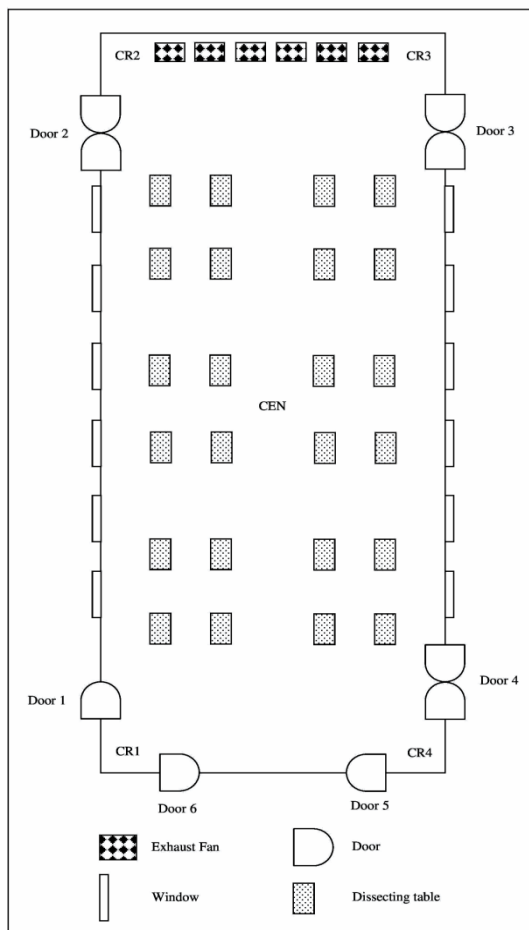 CR2 CR3
Door 2 Door 3
CEN
Door 1 Door 4
CR1 CR4
Door 6 Door 5
Exhaust Fan Door
Window Dissecting table